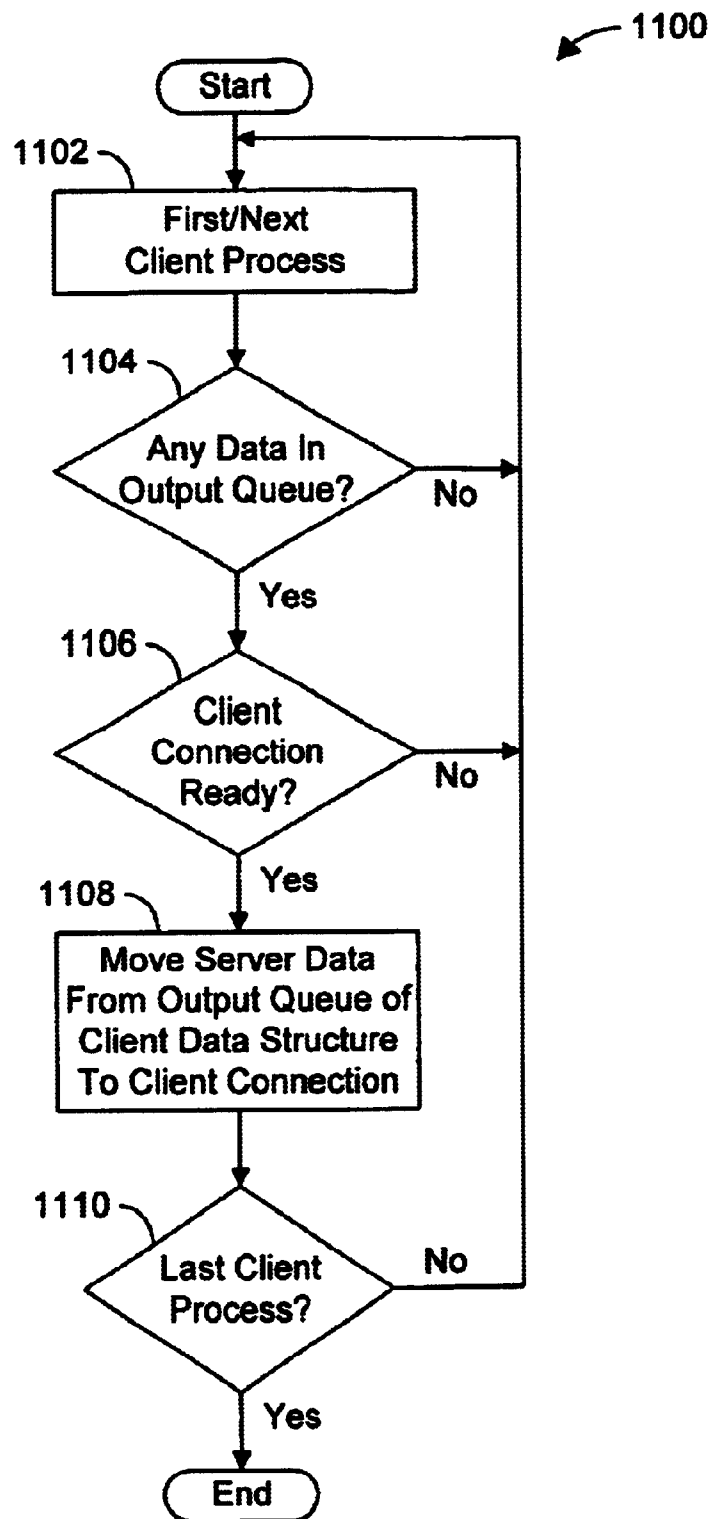 1100
Start
1102
First/Next
Client Process
1104
Any Data In
Output Queue?
No
Yes
1106
Client
Connection
Ready?
No
Yes
1108
Move Server Data
From Output Queue of
Client Data Structure
To Client Connection
1110
Last Client
Process?
No
Yes
End